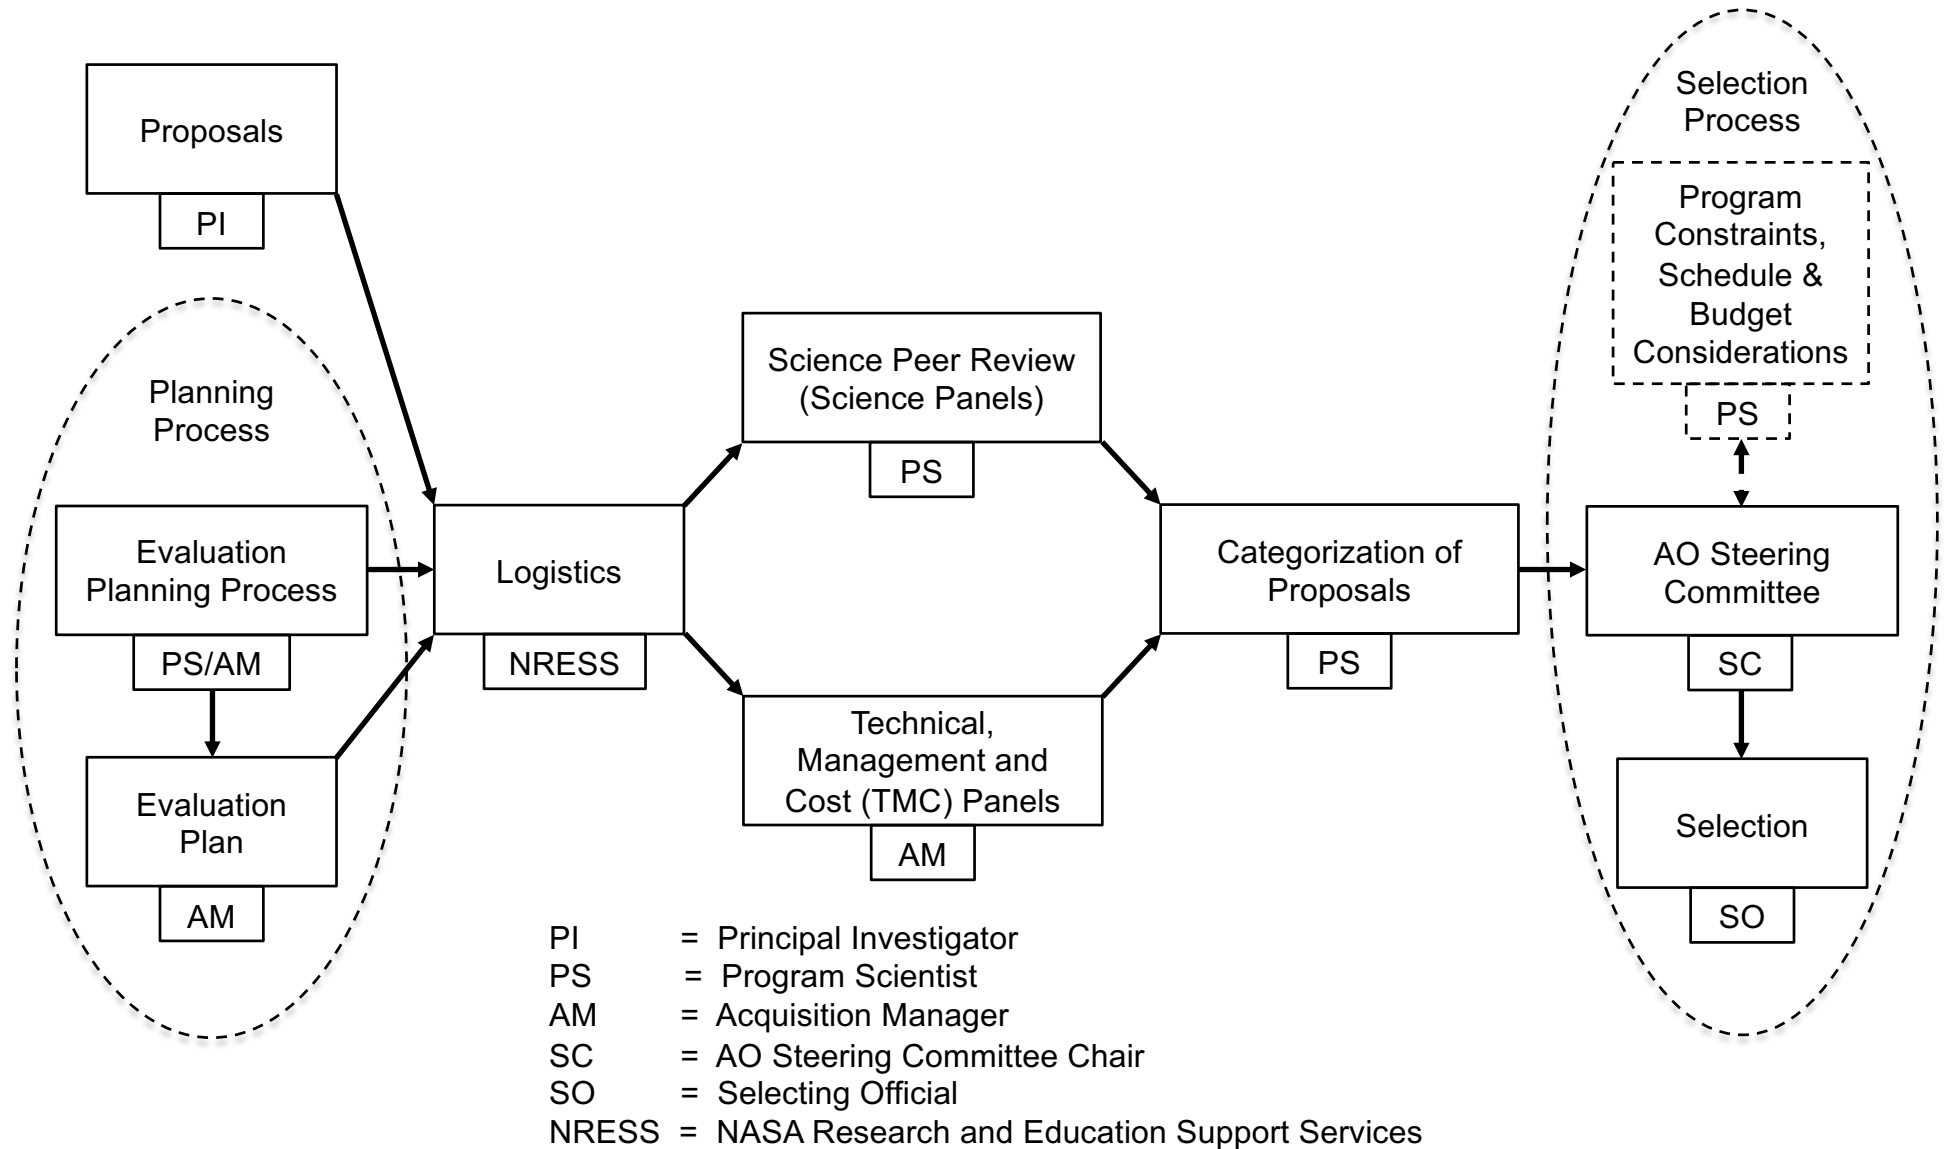 Proposals
PI
Planning
Process
Evaluation
Planning Process
PS/AM
Evaluation
Plan
AM
Logistics
NRESS
Science Peer Review
(Science Panels)
PS
Technical,
Management and
Cost (TMC) Panels
AM
Categorization of
Proposals
PS
Selection
Process
Program
Constraints,
Schedule &
Budget
Considerations
PS
AO Steering
Committee
SC
Selection
SO
PI = Principal Investigator
PS = Program Scientist
AM = Acquisition Manager
SC = AO Steering Committee Chair
SO = Selecting Official
NRESS = NASA Research and Education Support Services